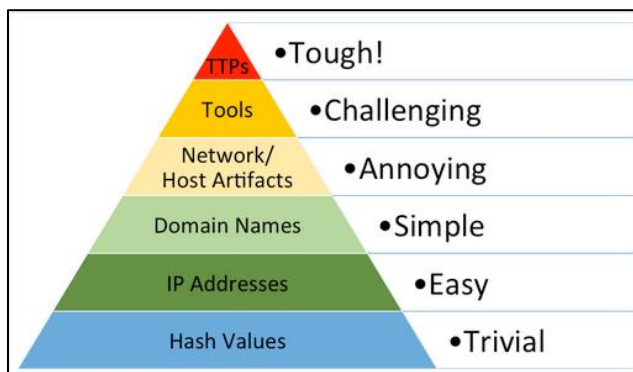 TTPs
•Tough!
Tools
•Challenging
Network/
Host Artifacts
•Annoying
Domain Names
•Simple
IP Addresses
•Easy
Hash Values
•Trivial